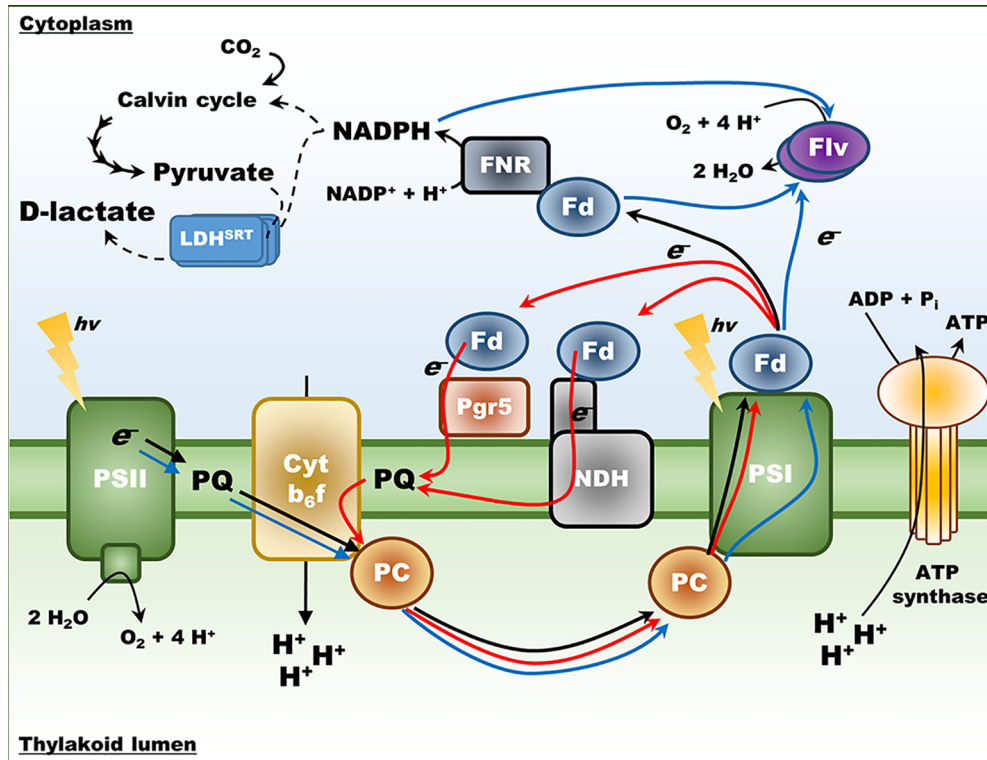 Cytoplasm
CO₂
Calvin cycle
NADPH
O₂ + 4 H⁺
Flv
2 H₂O
FNR
Pyruvate
NADP⁺ + H⁺
Fd
D-lactate
LDHSRT
e⁻
e⁻
ADP + Pᵢ
ATP
hv
hv
Fd
Fd
Fd
e⁻
Pgr5
e⁻
e⁻
PSII
PQ
Cyt
b₆f
PQ
NDH
PSI
PC
PC
ATP
synthase
2 H₂O
O₂ + 4 H⁺
H⁺
H⁺
H⁺
H⁺
H⁺
H⁺
Thylakoid lumen